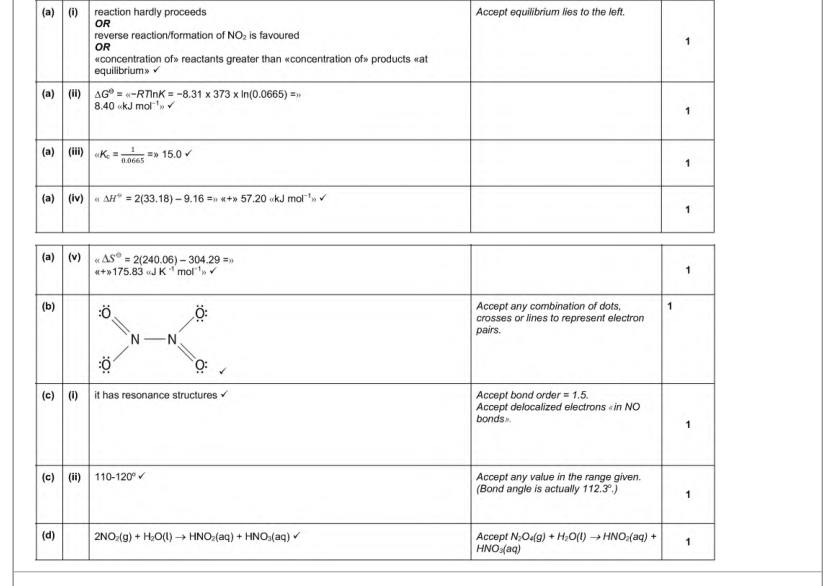 (a) (i) reaction hardly proceeds Accept equilibrium lies to the left.
OR
reverse reaction/formation of NO₂ is favoured
OR
«concentration of» reactants greater than «concentration of» products «at
equilibrium» ✓
1
(a) (ii) ΔG⦵ = «−RTlnK = −8.31 x 373 x ln(0.0665) =»
8.40 «kJ mol⁻¹» ✓
1
(a) (iii) «Kc = 1/0.0665 =» 15.0 ✓
1
(a) (iv) « ΔH⦵ = 2(33.18) – 9.16 =» «+» 57.20 «kJ mol⁻¹» ✓
1
(a) (v) « ΔS⦵ = 2(240.06) – 304.29 =»
«+»175.83 «J K⁻¹ mol⁻¹» ✓
1
(b) Accept any combination of dots,
crosses or lines to represent electron
pairs.
1
:Ö Ö:
N — N
:Ö O: ✓
(c) (i) it has resonance structures ✓ Accept bond order = 1.5.
Accept delocalized electrons «in NO
bonds».
1
(c) (ii) 110-120° ✓ Accept any value in the range given.
(Bond angle is actually 112.3°.)
1
(d) 2NO₂(g) + H₂O(l) → HNO₂(aq) + HNO₃(aq) ✓ Accept N₂O₄(g) + H₂O(l) → HNO₂(aq) +
HNO₃(aq)
1